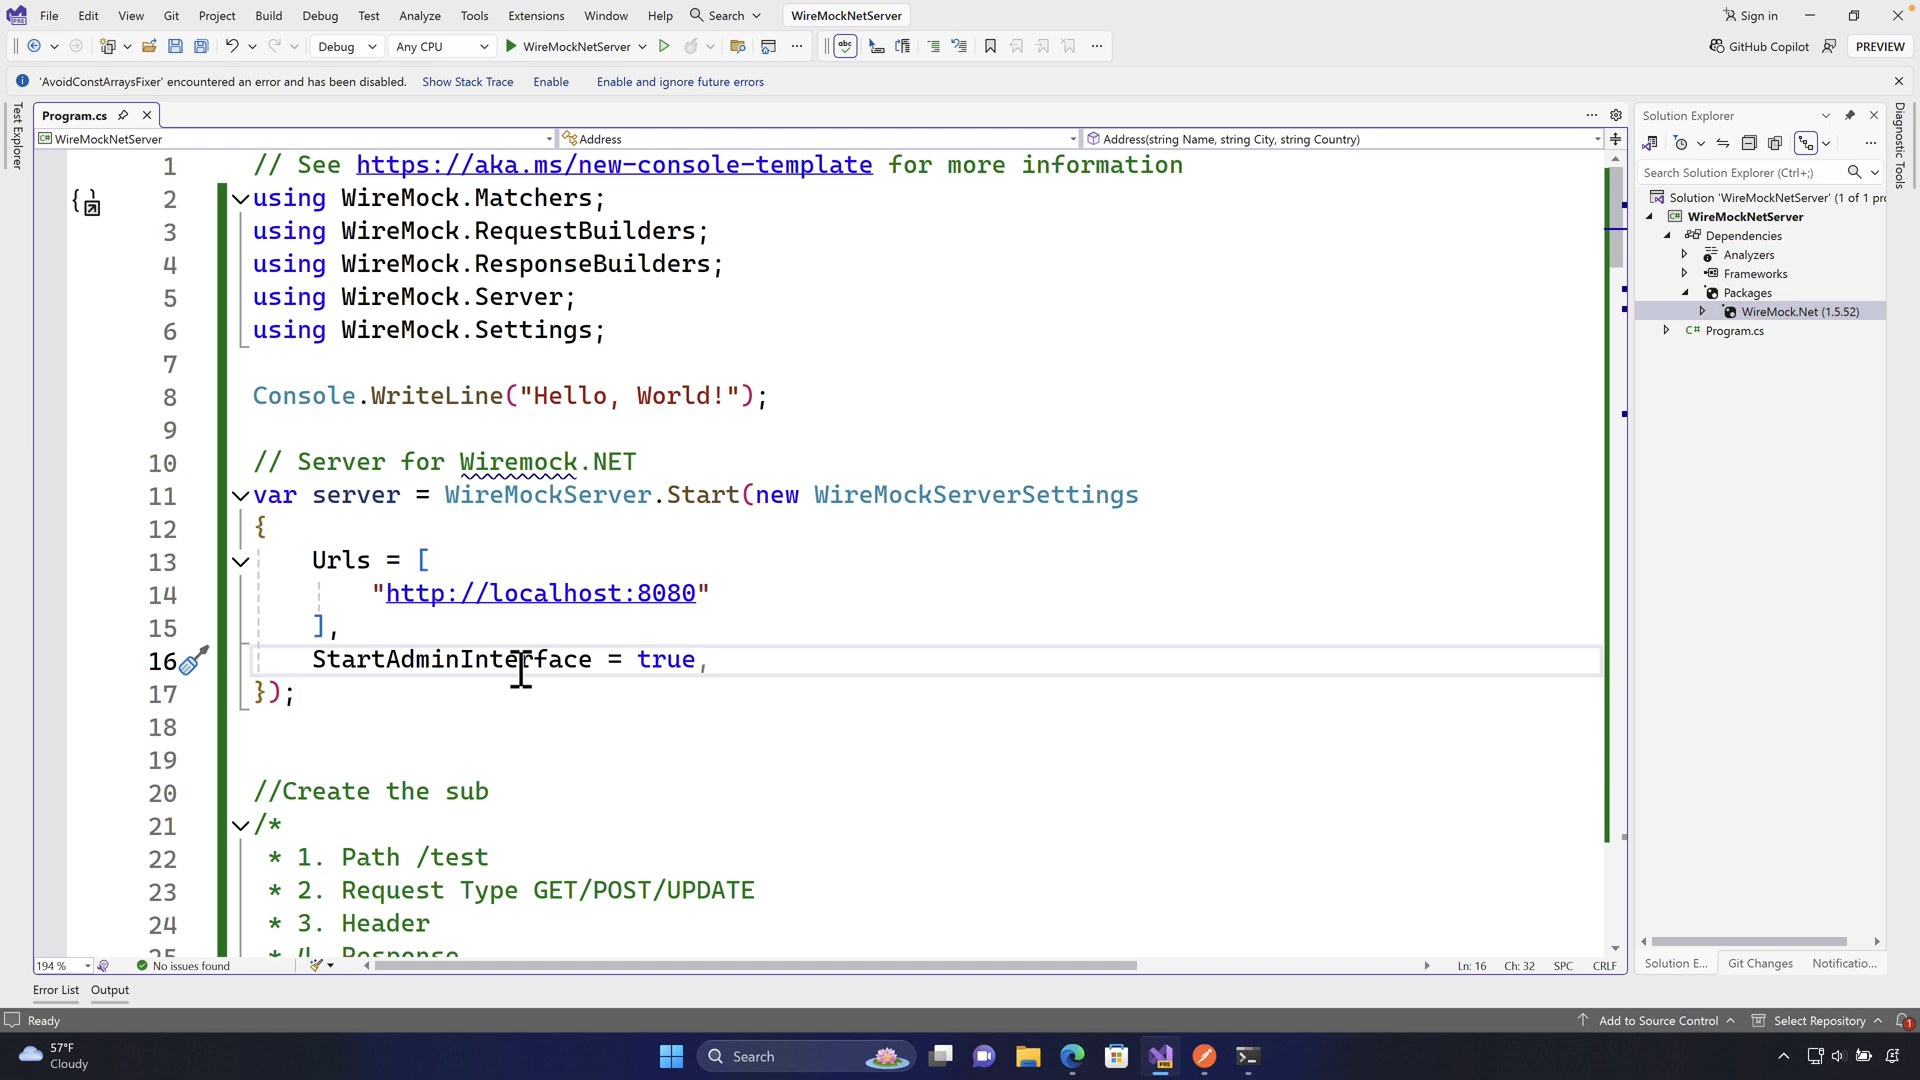 File Edit View Git Project Build Debug Test Analyze Tools Extensions Window Help Search WireMockNetServer Sign in
Debug Any CPU WireMockNetServer abc GitHub Copilot PREVIEW
'AvoidConstArraysFixer' encountered an error and has been disabled. Show Stack Trace Enable Enable and ignore future errors
Test Explorer
Program.cs
WireMockNetServer Address Address(string Name, string City, string Country)
1 // See https://aka.ms/new-console-template for more information
2 using WireMock.Matchers;
3 using WireMock.RequestBuilders;
4 using WireMock.ResponseBuilders;
5 using WireMock.Server;
6 using WireMock.Settings;
7
8 Console.WriteLine("Hello, World!");
9
10 // Server for Wiremock.NET
11 var server = WireMockServer.Start(new WireMockServerSettings
12 {
13 Urls = [
14 "http://localhost:8080"
15 ],
16 StartAdminInterface = true,
17 });
18
19
20 //Create the sub
21 /*
22 * 1. Path /test
23 * 2. Request Type GET/POST/UPDATE
24 * 3. Header
25 * 4. Response
194 % No issues found Ln: 16 Ch: 32 SPC CRLF
Solution Explorer
Search Solution Explorer (Ctrl+;)
Solution 'WireMockNetServer' (1 of 1 pro
WireMockNetServer
Dependencies
Analyzers
Frameworks
Packages
WireMock.Net (1.5.52)
C# Program.cs
Solution E... Git Changes Notificatio...
Diagnostic Tools
Error List Output
Ready Add to Source Control Select Repository 1
57°F
Cloudy
Search
PRE